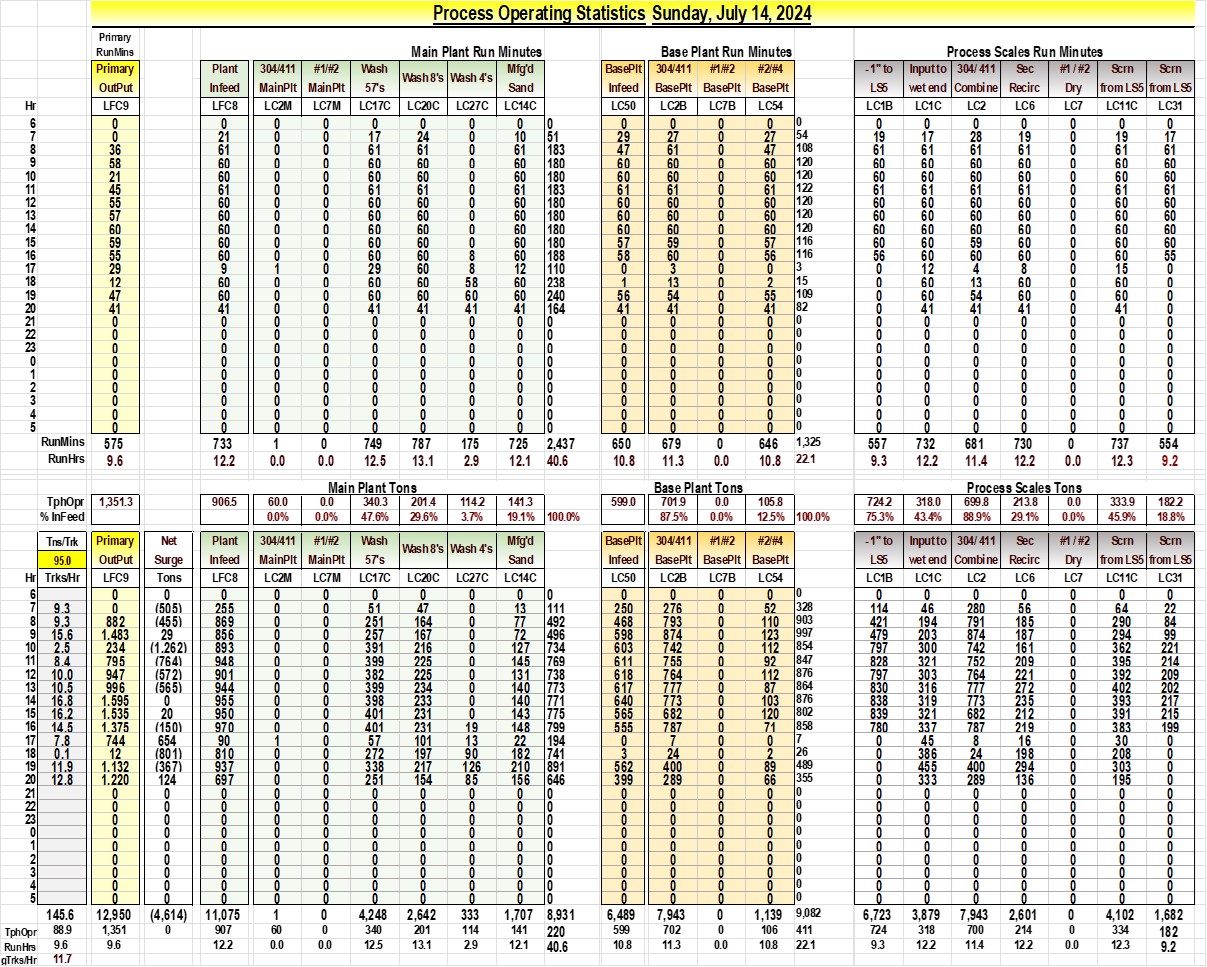 Process Operating Statistics Sunday, July 14, 2024
Primary
RunMins Main Plant Run Minutes Base Plant Run Minutes Process Scales Run Minutes
Primary Plant 304/411 #1/#2 Wash Wash 8's Wash 4's Mfg'd BasePlt 304/411 #1/#2 #2/#4 -1" to Input to 304/ 411 Sec #1 / #2 Scrn Scrn
OutPut Infeed MainPlt MainPlt 57's Sand Infeed BasePlt BasePlt BasePlt LS5 wet end Combine Recirc Dry from LS5 from LS5
Hr LFC9 LFC8 LC2M LC7M LC17C LC20C LC27C LC14C LC50 LC2B LC7B LC54 LC1B LC1C LC2 LC6 LC7 LC11C LC31
6 0 0 0 0 0 0 0 0 0 0 0 0 0 0 0 0 0 0 0 0 0
7 0 21 0 0 17 24 0 10 51 29 27 0 27 54 19 17 28 19 0 19 17
8 36 61 0 0 61 61 0 61 183 47 61 0 47 108 61 61 61 61 0 61 61
9 58 60 0 0 60 60 0 60 180 60 60 0 60 120 60 60 60 60 0 60 60
10 21 60 0 0 60 60 0 60 180 60 60 0 60 120 60 60 60 60 0 60 60
11 45 61 0 0 61 61 0 61 183 61 61 0 61 122 61 61 61 61 0 61 61
12 55 60 0 0 60 60 0 60 180 60 60 0 60 120 60 60 60 60 0 60 60
13 57 60 0 0 60 60 0 60 180 60 60 0 60 120 60 60 60 60 0 60 60
14 60 60 0 0 60 60 0 60 180 60 60 0 60 120 60 60 60 60 0 60 60
15 59 60 0 0 60 60 0 60 180 57 59 0 57 116 60 60 59 60 0 60 60
16 55 60 0 0 60 60 8 60 188 58 60 0 56 116 56 60 60 60 0 60 55
17 29 9 1 0 29 60 8 12 110 0 3 0 0 3 0 12 4 8 0 15 0
18 12 60 0 0 60 60 58 60 238 1 13 0 2 15 0 60 13 60 0 60 0
19 47 60 0 0 60 60 60 60 240 56 54 0 55 109 0 60 54 60 0 60 0
20 41 41 0 0 41 41 41 41 164 41 41 0 41 82 0 41 41 41 0 41 0
21 0 0 0 0 0 0 0 0 0 0 0 0 0 0 0 0 0 0 0 0 0
22 0 0 0 0 0 0 0 0 0 0 0 0 0 0 0 0 0 0 0 0 0
23 0 0 0 0 0 0 0 0 0 0 0 0 0 0 0 0 0 0 0 0 0
0 0 0 0 0 0 0 0 0 0 0 0 0 0 0 0 0 0 0 0 0 0
1 0 0 0 0 0 0 0 0 0 0 0 0 0 0 0 0 0 0 0 0 0
2 0 0 0 0 0 0 0 0 0 0 0 0 0 0 0 0 0 0 0 0 0
3 0 0 0 0 0 0 0 0 0 0 0 0 0 0 0 0 0 0 0 0 0
4 0 0 0 0 0 0 0 0 0 0 0 0 0 0 0 0 0 0 0 0 0
5 0 0 0 0 0 0 0 0 0 0 0 0 0 0 0 0 0 0 0 0 0
RunMins 575 733 1 0 749 787 175 725 2,437 650 679 0 646 1,325 557 732 681 730 0 737 554
RunHrs 9.6 12.2 0.0 0.0 12.5 13.1 2.9 12.1 40.6 10.8 11.3 0.0 10.8 22.1 9.3 12.2 11.4 12.2 0.0 12.3 9.2
Main Plant Tons Base Plant Tons Process Scales Tons
TphOpr 1,351.3 906.5 60.0 0.0 340.3 201.4 114.2 141.3 599.0 701.9 0.0 105.8 724.2 318.0 699.8 213.8 0.0 333.9 182.2
% InFeed 0.0% 0.0% 47.6% 29.6% 3.7% 19.1% 100.0% 87.5% 0.0% 12.5% 100.0% 75.3% 43.4% 88.9% 29.1% 0.0% 45.9% 18.8%
Tns/Trk Primary Net Plant 304/411 #1/#2 Wash Wash 8's Wash 4's Mfg'd BasePlt 304/411 #1/#2 #2/#4 -1" to Input to 304/ 411 Sec #1 / #2 Scrn Scrn
95.0 OutPut Surge Infeed MainPlt MainPlt 57's Sand Infeed BasePlt BasePlt BasePlt LS5 wet end Combine Recirc Dry from LS5 from LS5
Hr Trks/Hr LFC9 Tons LFC8 LC2M LC7M LC17C LC20C LC27C LC14C LC50 LC2B LC7B LC54 LC1B LC1C LC2 LC6 LC7 LC11C LC31
6 0 0 0 0 0 0 0 0 0 0 0 0 0 0 0 0 0 0 0 0 0 0
7 9.3 0 (505) 255 0 0 51 47 0 13 111 250 276 0 52 328 114 46 280 56 0 64 22
8 9.3 882 (455) 869 0 0 251 164 0 77 492 468 793 0 110 903 421 194 791 185 0 290 84
9 15.6 1,483 29 856 0 0 257 167 0 72 496 598 874 0 123 997 479 203 874 187 0 294 99
10 2.5 234 (1,262) 893 0 0 391 216 0 127 734 603 742 0 112 854 797 300 742 161 0 362 221
11 8.4 795 (764) 948 0 0 399 225 0 145 769 611 755 0 92 847 828 321 752 209 0 395 214
12 10.0 947 (572) 901 0 0 382 225 0 131 738 618 764 0 112 876 797 303 764 221 0 392 209
13 10.5 996 (565) 944 0 0 399 234 0 140 773 617 777 0 87 864 830 316 777 272 0 402 202
14 16.8 1,595 0 955 0 0 398 233 0 140 771 640 773 0 103 876 838 319 773 235 0 393 217
15 16.2 1,535 20 950 0 0 401 231 0 143 775 565 682 0 120 802 839 321 682 212 0 391 215
16 14.5 1,375 (150) 970 0 0 401 231 19 148 799 555 787 0 71 858 780 337 787 219 0 383 199
17 7.8 744 654 90 1 0 57 101 13 22 194 0 7 0 0 7 0 45 8 16 0 30 0
18 0.1 12 (801) 810 0 0 272 197 90 182 741 3 24 0 2 26 0 386 24 198 0 208 0
19 11.9 1,132 (367) 937 0 0 338 217 126 210 891 562 400 0 89 489 0 455 400 294 0 303 0
20 12.8 1,220 124 697 0 0 251 154 85 156 646 399 289 0 66 355 0 333 289 136 0 195 0
21 0 0 0 0 0 0 0 0 0 0 0 0 0 0 0 0 0 0 0 0 0 0
22 0 0 0 0 0 0 0 0 0 0 0 0 0 0 0 0 0 0 0 0 0 0
23 0 0 0 0 0 0 0 0 0 0 0 0 0 0 0 0 0 0 0 0 0 0
0 0 0 0 0 0 0 0 0 0 0 0 0 0 0 0 0 0 0 0 0 0 0
1 0 0 0 0 0 0 0 0 0 0 0 0 0 0 0 0 0 0 0 0 0 0
2 0 0 0 0 0 0 0 0 0 0 0 0 0 0 0 0 0 0 0 0 0 0
3 0 0 0 0 0 0 0 0 0 0 0 0 0 0 0 0 0 0 0 0 0 0
4 0 0 0 0 0 0 0 0 0 0 0 0 0 0 0 0 0 0 0 0 0 0
5 0 0 0 0 0 0 0 0 0 0 0 0 0 0 0 0 0 0 0 0 0 0
145.6 12,950 (4,614) 11,075 1 0 4,248 2,642 333 1,707 8,931 6,489 7,943 0 1,139 9,082 6,723 3,879 7,943 2,601 0 4,102 1,682
TphOpr 88.9 1,351 0 907 60 0 340 201 114 141 220 599 702 0 106 411 724 318 700 214 0 334 182
RunHrs 9.6 9.6 12.2 0.0 0.0 12.5 13.1 2.9 12.1 40.6 10.8 11.3 0.0 10.8 22.1 9.3 12.2 11.4 12.2 0.0 12.3 9.2
gTrks/Hr 11.7